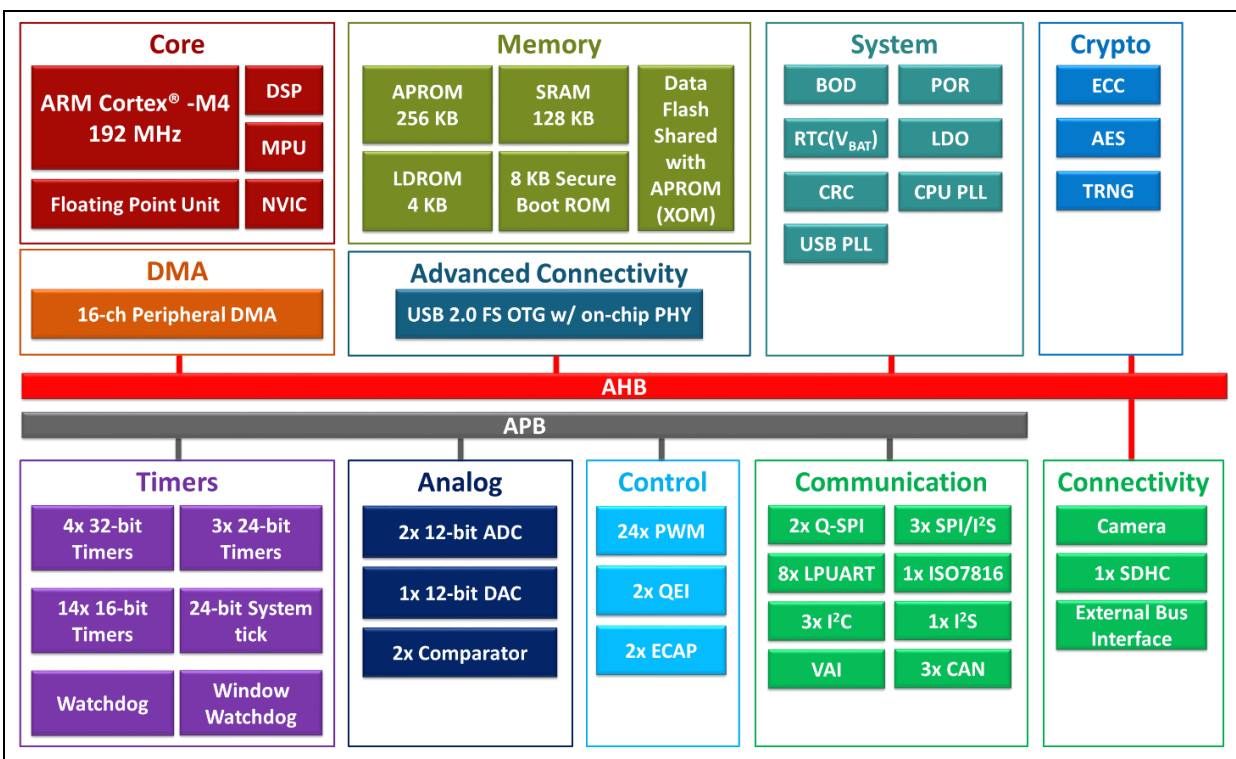 Core
ARM Cortex® -M4
192 MHz
DSP
MPU
Floating Point Unit
NVIC
Memory
APROM
256 KB
SRAM
128 KB
Data
Flash
Shared
with
APROM
(XOM)
LDROM
4 KB
8 KB Secure
Boot ROM
System
BOD
POR
RTC(VBAT)
LDO
CRC
CPU PLL
USB PLL
Crypto
ECC
AES
TRNG
DMA
16-ch Peripheral DMA
Advanced Connectivity
USB 2.0 FS OTG w/ on-chip PHY
AHB
APB
Timers
4x 32-bit
Timers
3x 24-bit
Timers
14x 16-bit
Timers
24-bit System
tick
Watchdog
Window
Watchdog
Analog
2x 12-bit ADC
1x 12-bit DAC
2x Comparator
Control
24x PWM
2x QEI
2x ECAP
Communication
2x Q-SPI
3x SPI/I²S
8x LPUART
1x ISO7816
3x I²C
1x I²S
VAI
3x CAN
Connectivity
Camera
1x SDHC
External Bus
Interface